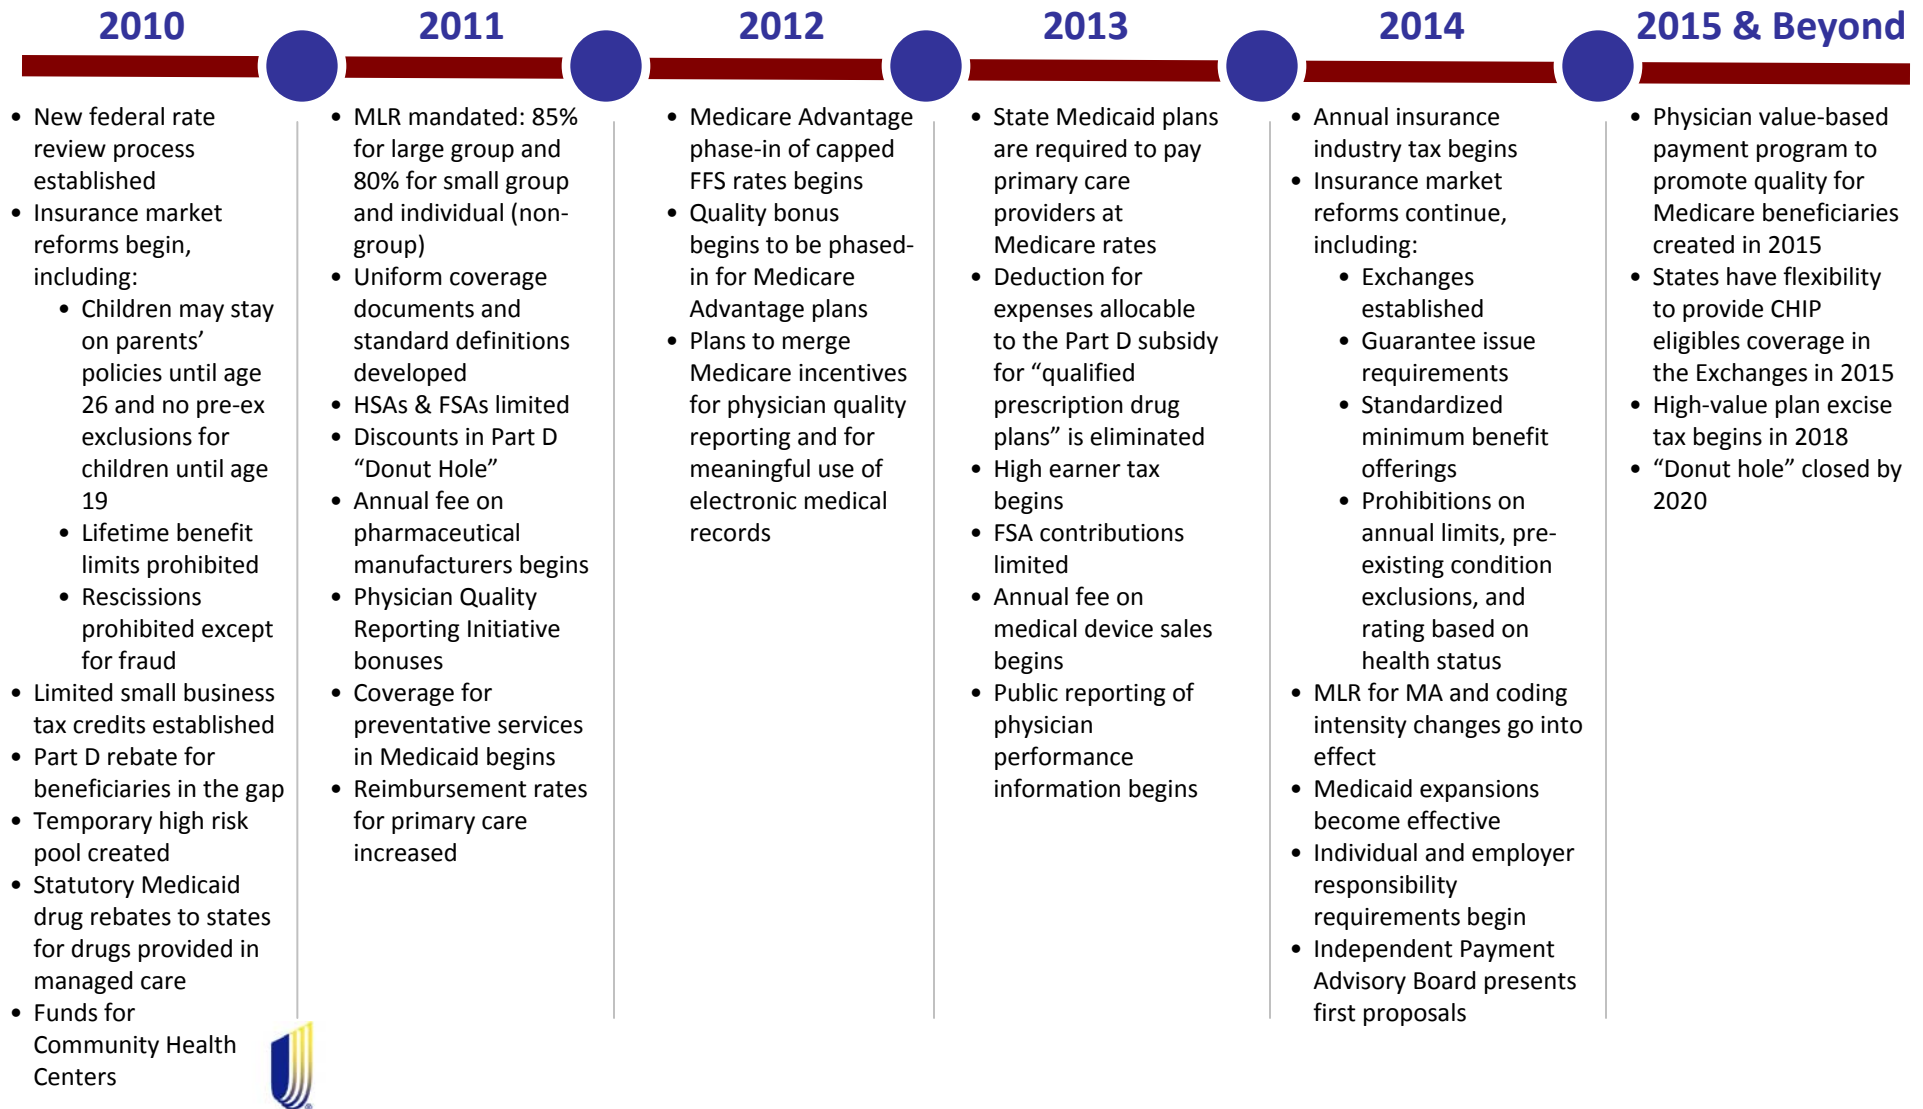 2010
2011
2012
2013
2014
2015 & Beyond
• New federal rate
review process
established
• Insurance market
reforms begin,
including:
• Children may stay
on parents’
policies until age
26 and no pre-ex
exclusions for
children until age
19
• Lifetime benefit
limits prohibited
• Rescissions
prohibited except
for fraud
• Limited small business
tax credits established
• Part D rebate for
beneficiaries in the gap
• Temporary high risk
pool created
• Statutory Medicaid
drug rebates to states
for drugs provided in
managed care
• Funds for
Community Health
Centers
• MLR mandated: 85%
for large group and
80% for small group
and individual (non-
group)
• Uniform coverage
documents and
standard definitions
developed
• HSAs & FSAs limited
• Discounts in Part D
“Donut Hole”
• Annual fee on
pharmaceutical
manufacturers begins
• Physician Quality
Reporting Initiative
bonuses
• Coverage for
preventative services
in Medicaid begins
• Reimbursement rates
for primary care
increased
• Medicare Advantage
phase-in of capped
FFS rates begins
• Quality bonus
begins to be phased-
in for Medicare
Advantage plans
• Plans to merge
Medicare incentives
for physician quality
reporting and for
meaningful use of
electronic medical
records
• State Medicaid plans
are required to pay
primary care
providers at
Medicare rates
• Deduction for
expenses allocable
to the Part D subsidy
for “qualified
prescription drug
plans” is eliminated
• High earner tax
begins
• FSA contributions
limited
• Annual fee on
medical device sales
begins
• Public reporting of
physician
performance
information begins
• Annual insurance
industry tax begins
• Insurance market
reforms continue,
including:
• Exchanges
established
• Guarantee issue
requirements
• Standardized
minimum benefit
offerings
• Prohibitions on
annual limits, pre-
existing condition
exclusions, and
rating based on
health status
• MLR for MA and coding
intensity changes go into
effect
• Medicaid expansions
become effective
• Individual and employer
responsibility
requirements begin
• Independent Payment
Advisory Board presents
first proposals
• Physician value-based
payment program to
promote quality for
Medicare beneficiaries
created in 2015
• States have flexibility
to provide CHIP
eligibles coverage in
the Exchanges in 2015
• High-value plan excise
tax begins in 2018
• “Donut hole” closed by
2020
®